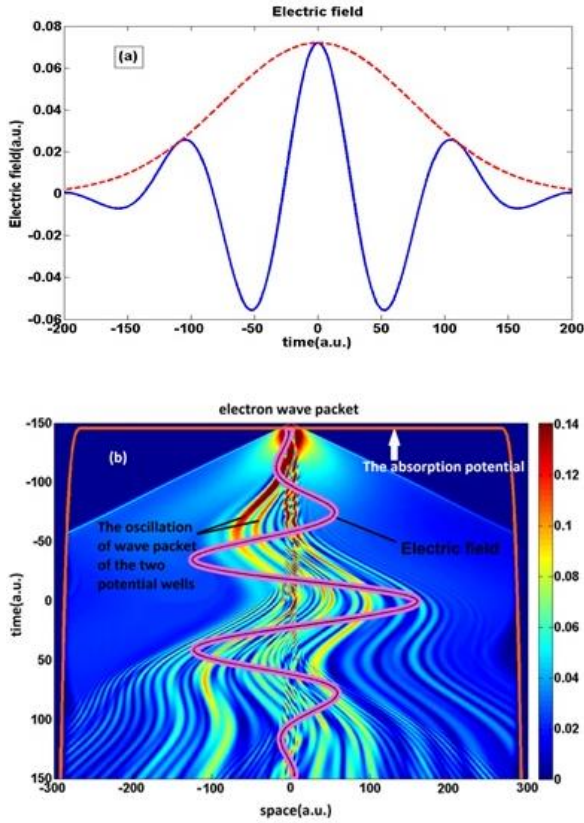 Electric field
(a)
Electric field(a.u.)
0.08
0.06
0.04
0.02
0
-0.02
-0.04
-0.06
-200
-150
-100
-50
0
50
100
150
200
time(a.u.)
electron wave packet
(b)
The absorption potential
The oscillation
of wave packet
of the two
potential wells
Electric field
time(a.u.)
-150
-100
-50
0
50
100
150
-300
-200
-100
0
100
200
300
space(a.u.)
0.14
0.12
0.1
0.08
0.06
0.04
0.02
0